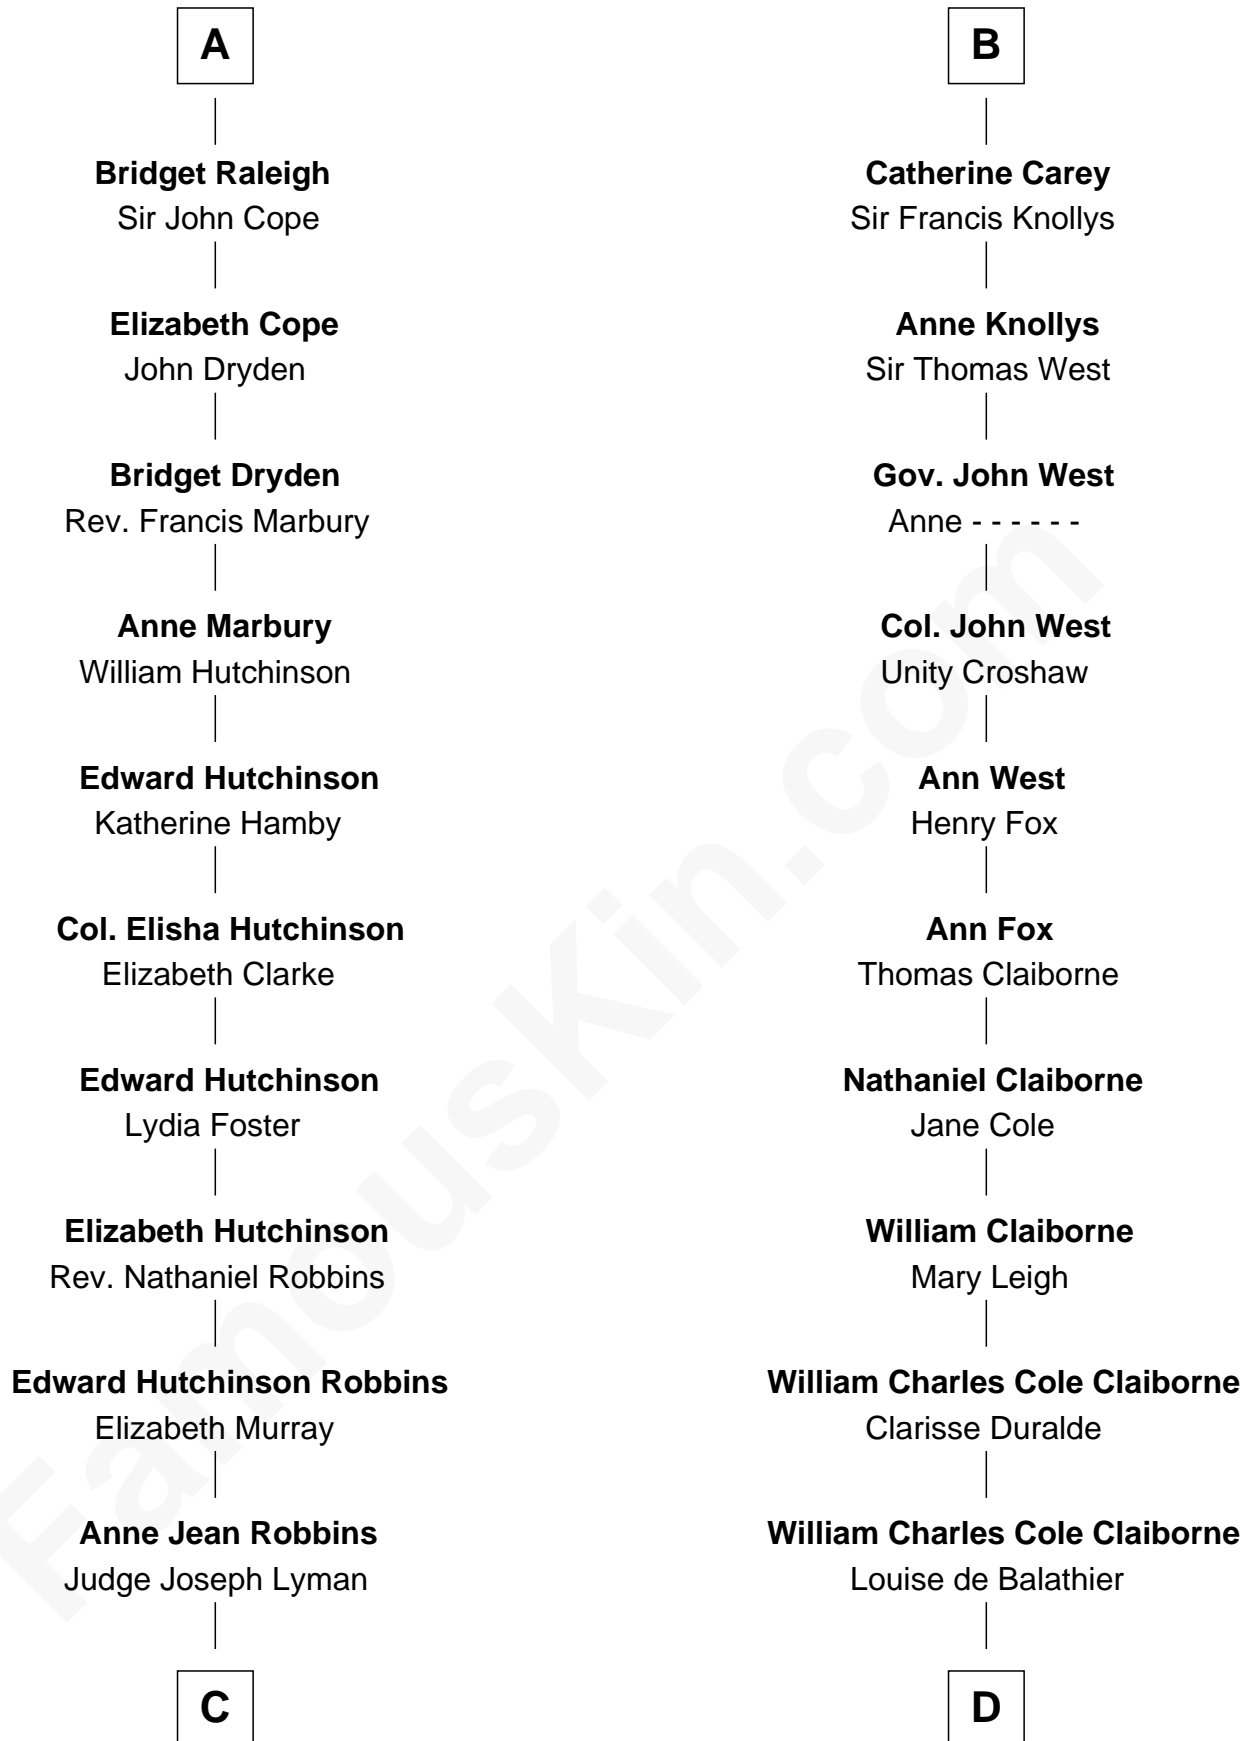 A
Bridget Raleigh
Sir John Cope
Elizabeth Cope
John Dryden
Bridget Dryden
Rev. Francis Marbury
Anne Marbury
William Hutchinson
Edward Hutchinson
Katherine Hamby
Col. Elisha Hutchinson
Elizabeth Clarke
Edward Hutchinson
Lydia Foster
Elizabeth Hutchinson
Rev. Nathaniel Robbins
Edward Hutchinson Robbins
Elizabeth Murray
Anne Jean Robbins
Judge Joseph Lyman
C
B
Catherine Carey
Sir Francis Knollys
Anne Knollys
Sir Thomas West
Gov. John West
Anne - - - - - -
Col. John West
Unity Croshaw
Ann West
Henry Fox
Ann Fox
Thomas Claiborne
Nathaniel Claiborne
Jane Cole
William Claiborne
Mary Leigh
William Charles Cole Claiborne
Clarisse Duralde
William Charles Cole Claiborne
Louise de Balathier
D
FamousKin.com